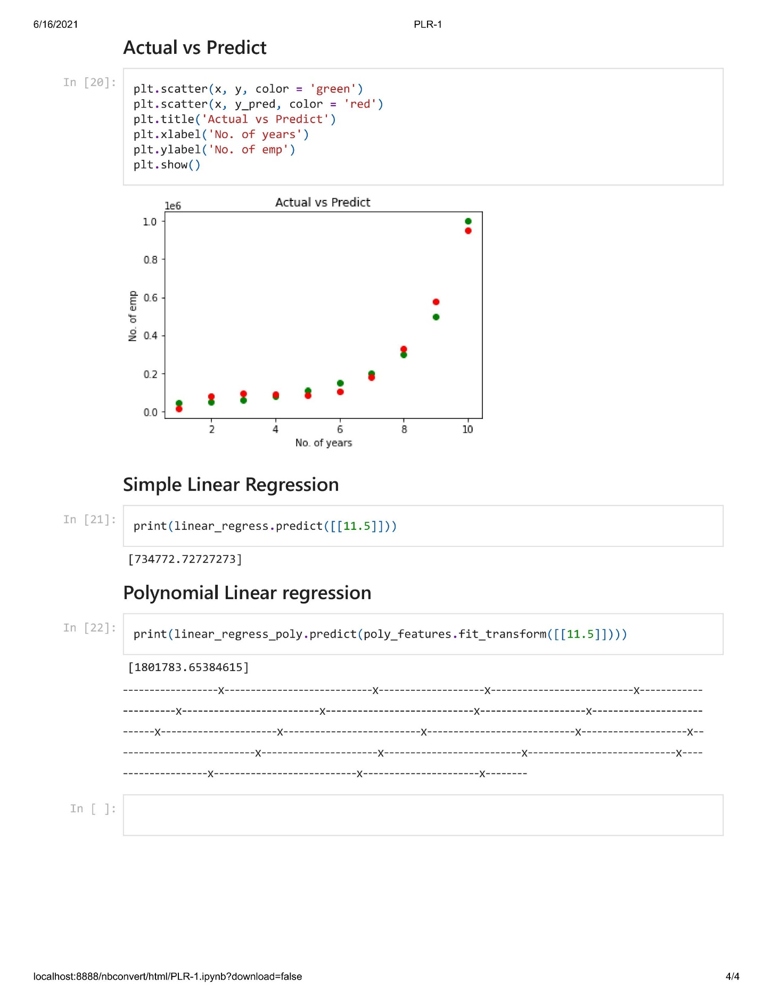 6/16/2021 PLR-1
Actual vs Predict
In [20]:
plt.scatter(x, y, color = 'green')
plt.scatter(x, y_pred, color = 'red')
plt.title('Actual vs Predict')
plt.xlabel('No. of years')
plt.ylabel('No. of emp')
plt.show()
1e6
Actual vs Predict
1.0
0.8
0.6
0.4
0.2
0.0
No. of emp
2 4 6 8 10
No. of years
Simple Linear Regression
In [21]:
print(linear_regress.predict([[11.5]]))
[734772.72727273]
Polynomial Linear regression
In [22]:
print(linear_regress_poly.predict(poly_features.fit_transform([[11.5]])))
[1801783.65384615]
------------------x----------------------------x--------------------x---------------------------x------------
----------x--------------------------x----------------------------x--------------------x---------------------
------x----------------------x--------------------------x----------------------------x--------------------x--
-------------------------x----------------------x--------------------------x----------------------------x----
----------------x---------------------------x----------------------x--------
In [ ]:
localhost:8888/nbconvert/html/PLR-1.ipynb?download=false 4/4